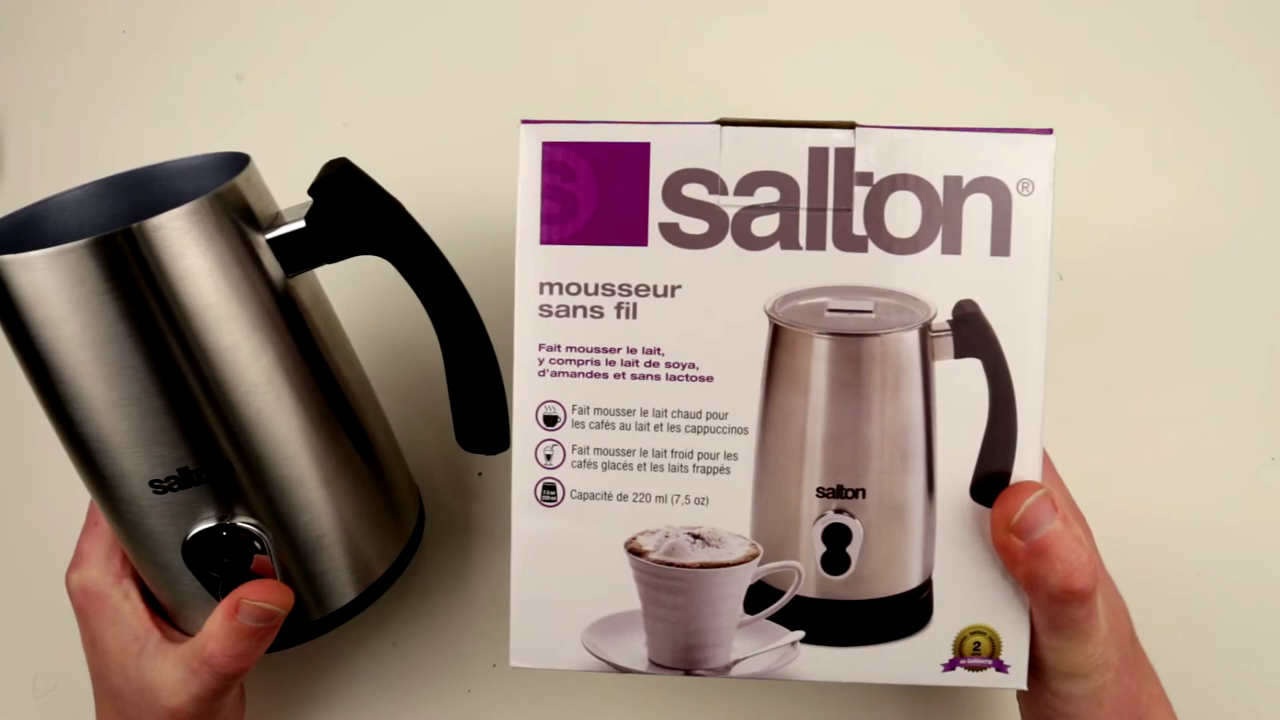 salton®
mousseur
sans fil
Fait mousser le lait,
y compris le lait de soya,
d'amandes et sans lactose
Fait mousser le lait chaud pour
les cafés au lait et les cappuccinos
Fait mousser le lait froid pour les
cafés glacés et les laits frappés
Capacité de 220 ml (7,5 oz)
salton
salton
2
de GARANTIE